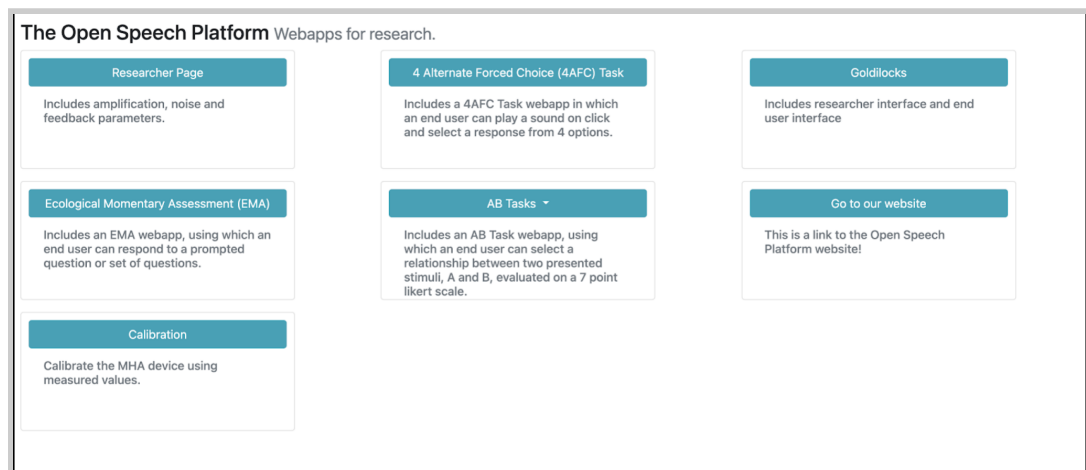 The Open Speech Platform Webapps for research.
Researcher Page
Includes amplification, noise and
feedback parameters.
4 Alternate Forced Choice (4AFC) Task
Includes a 4AFC Task webapp in which
an end user can play a sound on click
and select a response from 4 options.
Goldilocks
Includes researcher interface and end
user interface
Ecological Momentary Assessment (EMA)
Includes an EMA webapp, using which an
end user can respond to a prompted
question or set of questions.
AB Tasks
Includes an AB Task webapp, using
which an end user can select a
relationship between two presented
stimuli, A and B, evaluated on a 7 point
likert scale.
Go to our website
This is a link to the Open Speech
Platform website!
Calibration
Calibrate the MHA device using
measured values.